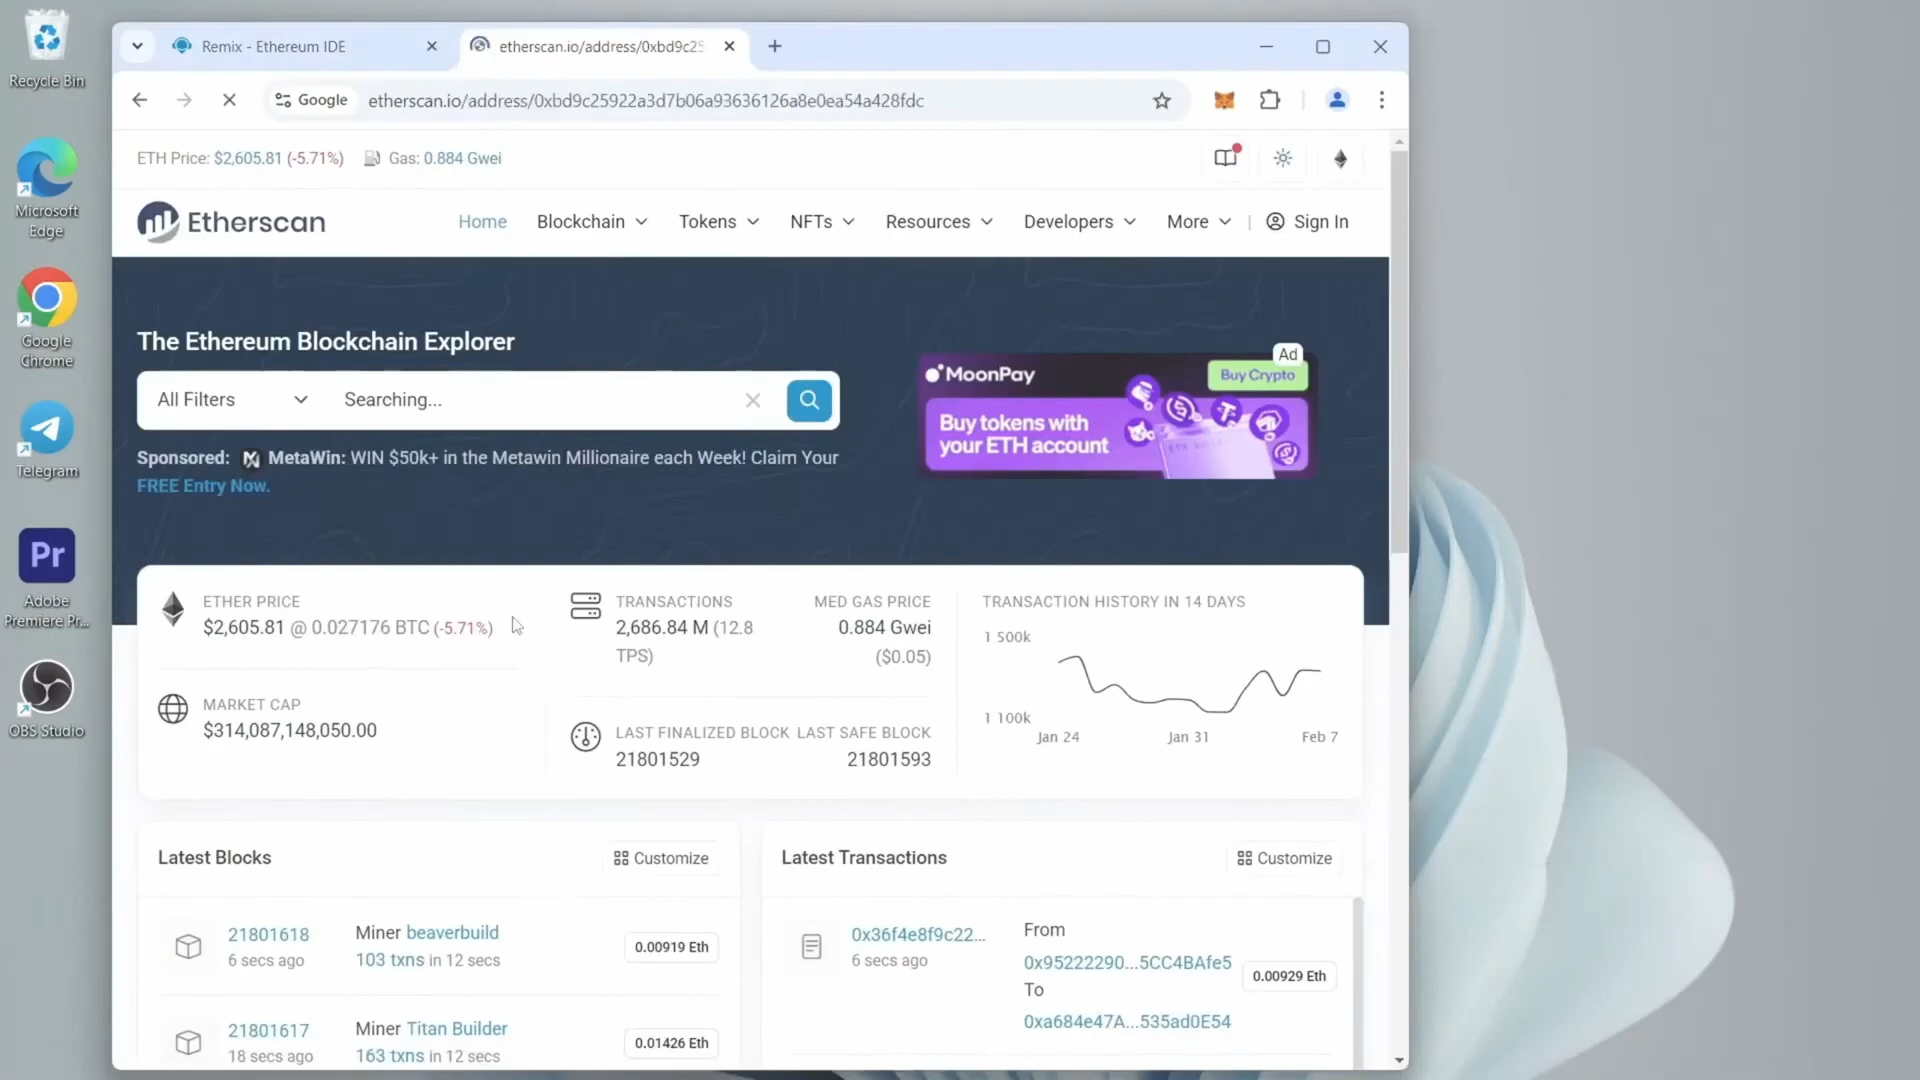 Recycle Bin
Microsoft
Edge
Google
Chrome
Telegram
Pr
Adobe
Premiere Pr...
OBS Studio
Remix - Ethereum IDE
etherscan.io/address/0xbd9c25
Google
etherscan.io/address/0xbd9c25922a3d7b06a93636126a8e0ea54a428fdc
ETH Price: $2,605.81 (-5.71%)
Gas: 0.884 Gwei
Etherscan
Home
Blockchain
Tokens
NFTs
Resources
Developers
More
Sign In
The Ethereum Blockchain Explorer
All Filters
Searching...
Sponsored: MetaWin: WIN $50k+ in the Metawin Millionaire each Week! Claim Your
FREE Entry Now.
Ad
MoonPay
Buy Crypto
Buy tokens with
your ETH account
ETHER PRICE
$2,605.81 @ 0.027176 BTC (-5.71%)
MARKET CAP
$314,087,148,050.00
TRANSACTIONS
2,686.84 M (12.8
TPS)
MED GAS PRICE
0.884 Gwei
($0.05)
LAST FINALIZED BLOCK
21801529
LAST SAFE BLOCK
21801593
TRANSACTION HISTORY IN 14 DAYS
1 500k
1 100k
Jan 24
Jan 31
Feb 7
Latest Blocks
Customize
21801618
6 secs ago
Miner beaverbuild
103 txns in 12 secs
0.00919 Eth
21801617
18 secs ago
Miner Titan Builder
163 txns in 12 secs
0.01426 Eth
Latest Transactions
Customize
0x36f4e8f9c22...
6 secs ago
From
0x95222290...5CC4BAfe5
To
0xa684e47A...535ad0E54
0.00929 Eth